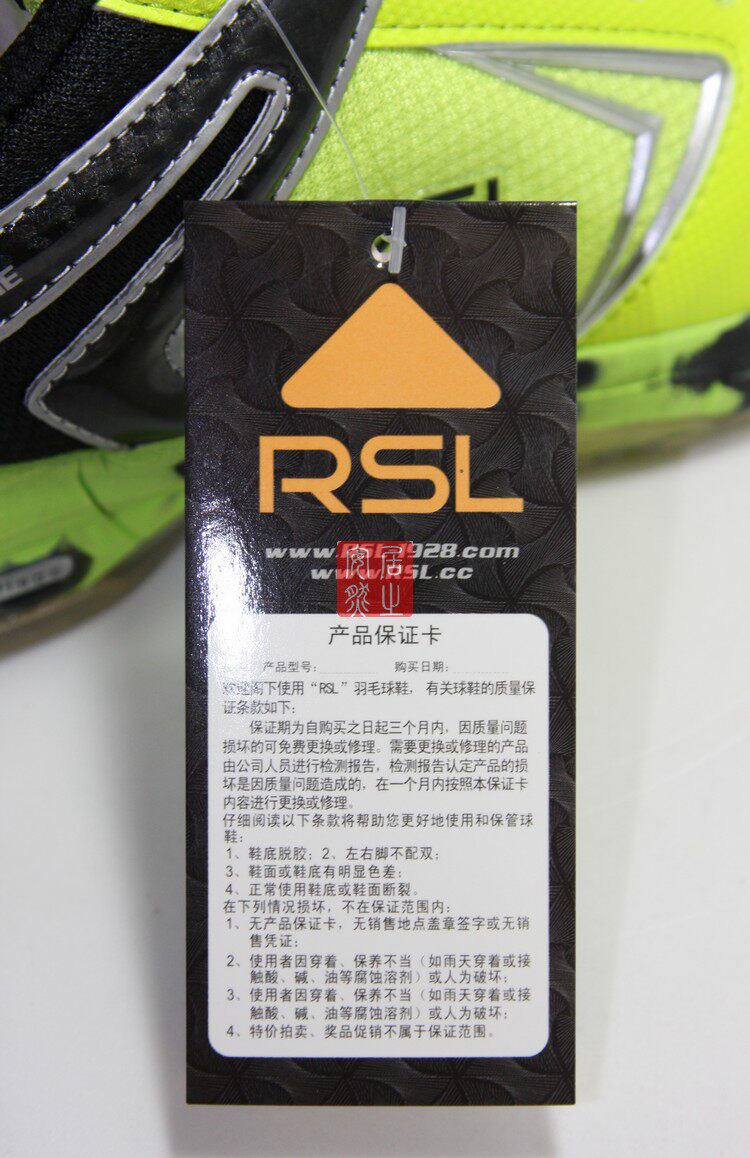 RSL
www.RSL1928.com
www.RSL.cc
产品保证卡
产品型号： 购买日期：
欢迎阁下使用“RSL”羽毛球鞋，有关球鞋的质量保
证条款如下：
保证期为自购买之日起三个月内，因质量问题
损坏的可免费更换或修理。需要更换或修理的产品
由公司人员进行检测报告，检测报告认定产品的损
坏是因质量问题造成的，在一个月内按照本保证卡
内容进行更换或修理。
仔细阅读以下条款将帮助您更好地使用和保管球
鞋：
1、鞋底脱胶；2、左右脚不配双；
3、鞋面或鞋底有明显色差；
4、正常使用鞋底或鞋面断裂。
在下列情况损坏，不在保证范围内：
1、无产品保证卡，无销售地点盖章签字或无销
售凭证；
2、使用者因穿着、保养不当（如雨天穿着或接
触酸、碱、油等腐蚀溶剂）或人为破坏；
3、使用者因穿着、保养不当（如雨天穿着或接
触酸、碱、油等腐蚀溶剂）或人为破坏；
4、特价拍卖、奖品促销不属于保证范围。